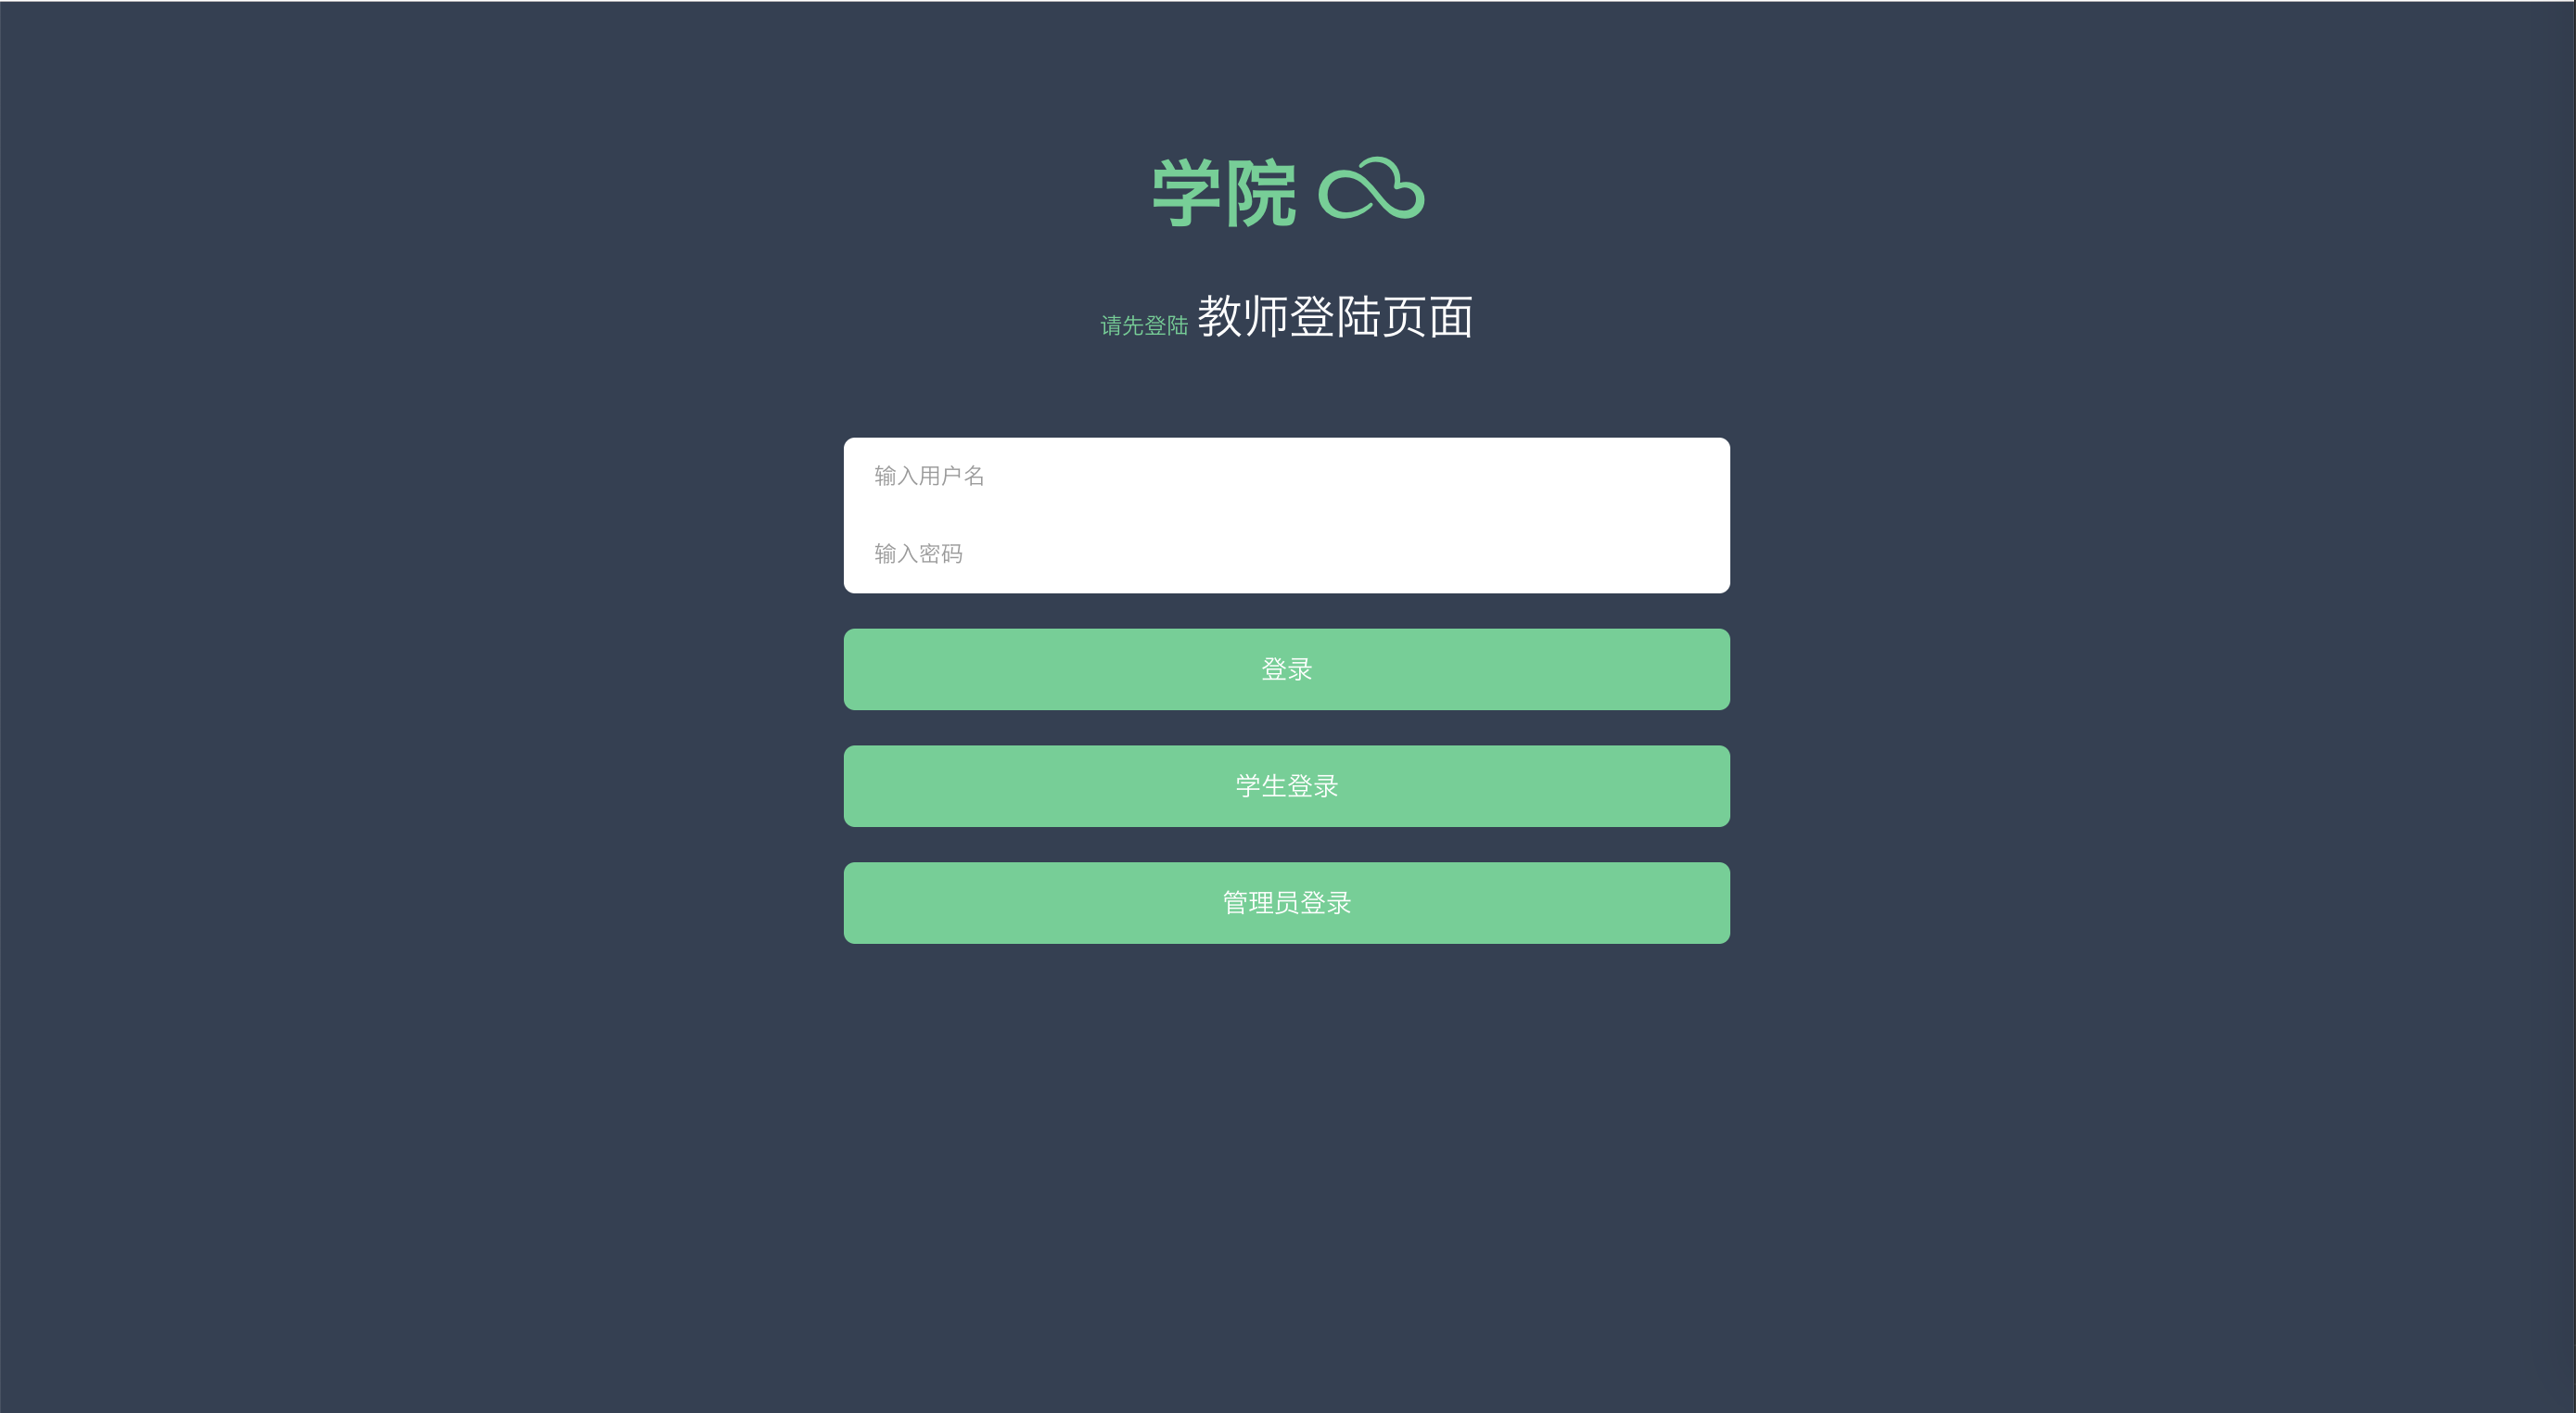 学院
请先登陆 教师登陆页面
输入用户名
输入密码
登录
学生登录
管理员登录